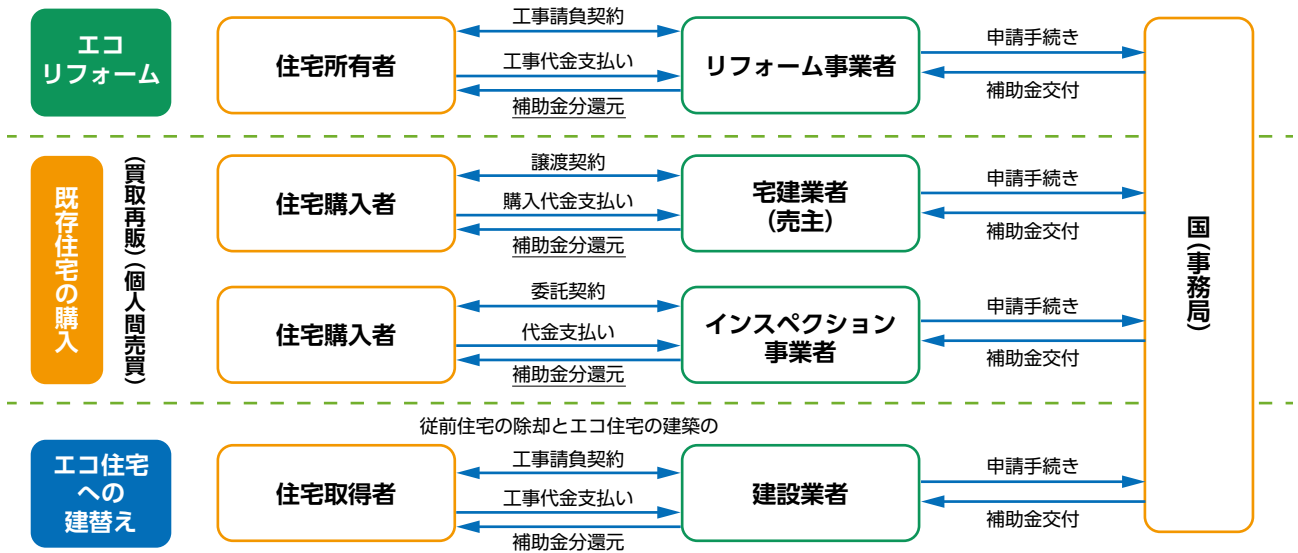 エコ
リフォーム
住宅所有者
工事請負契約
工事代金支払い
補助金分還元
リフォーム事業者
申請手続き
補助金交付
国(事務局)
既存住宅の購入
(買取再販)(個人間売買)
住宅購入者
譲渡契約
購入代金支払い
補助金分還元
宅建業者
(売主)
申請手続き
補助金交付
住宅購入者
委託契約
代金支払い
補助金分還元
インスペクション
事業者
申請手続き
補助金交付
エコ住宅
への
建替え
従前住宅の除却とエコ住宅の建築の
住宅取得者
工事請負契約
工事代金支払い
補助金分還元
建設業者
申請手続き
補助金交付